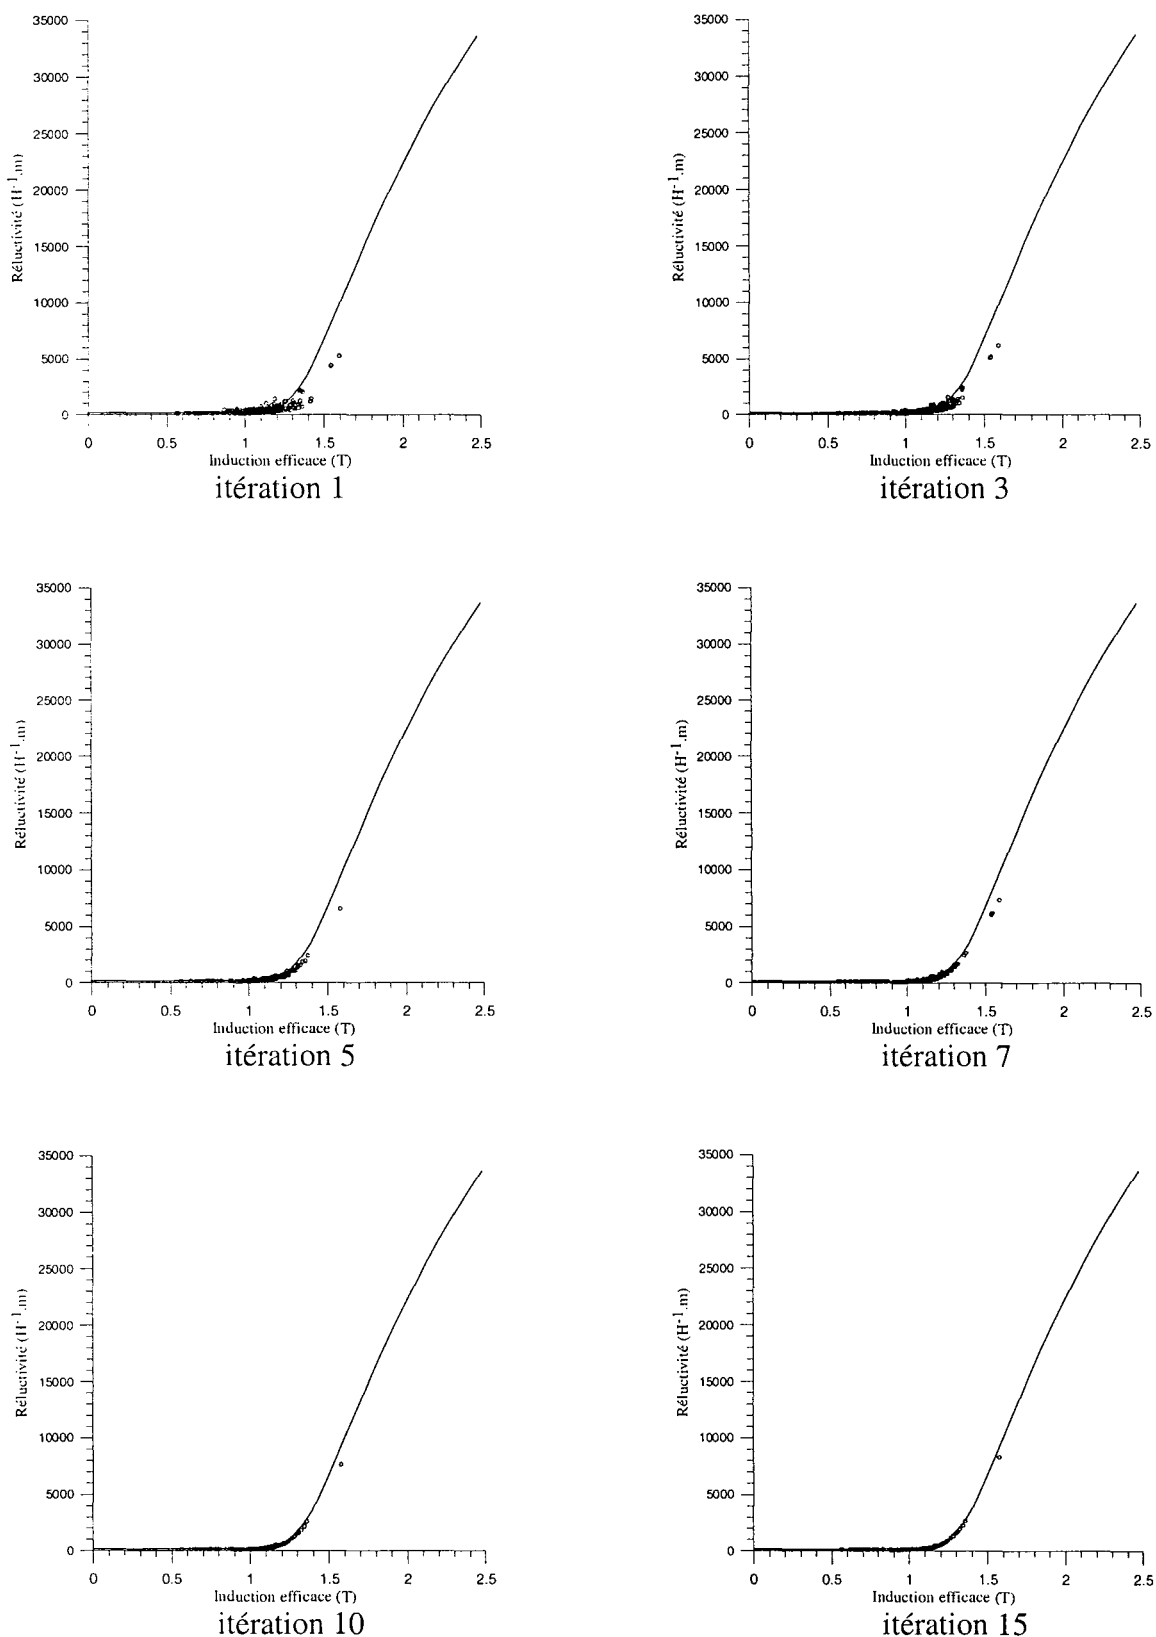 35000
30000
25000
20000
15000
10000
5000
0
Réluctivité (H-1.m)
0 0.5 1 1.5 2 2.5
Induction efficace (T)
itération 1
35000
30000
25000
20000
15000
10000
5000
0
Réluctivité (H-1.m)
0 0.5 1 1.5 2 2.5
Induction efficace (T)
itération 3
35000
30000
25000
20000
15000
10000
5000
0
Réluctivité (H-1.m)
0 0.5 1 1.5 2 2.5
Induction efficace (T)
itération 5
35000
30000
25000
20000
15000
10000
5000
0
Réluctivité (H-1.m)
0 0.5 1 1.5 2 2.5
Induction efficace (T)
itération 7
35000
30000
25000
20000
15000
10000
5000
0
Réluctivité (H-1.m)
0 0.5 1 1.5 2 2.5
Induction efficace (T)
itération 10
35000
30000
25000
20000
15000
10000
5000
0
Réluctivité (H-1.m)
0 0.5 1 1.5 2 2.5
Induction efficace (T)
itération 15